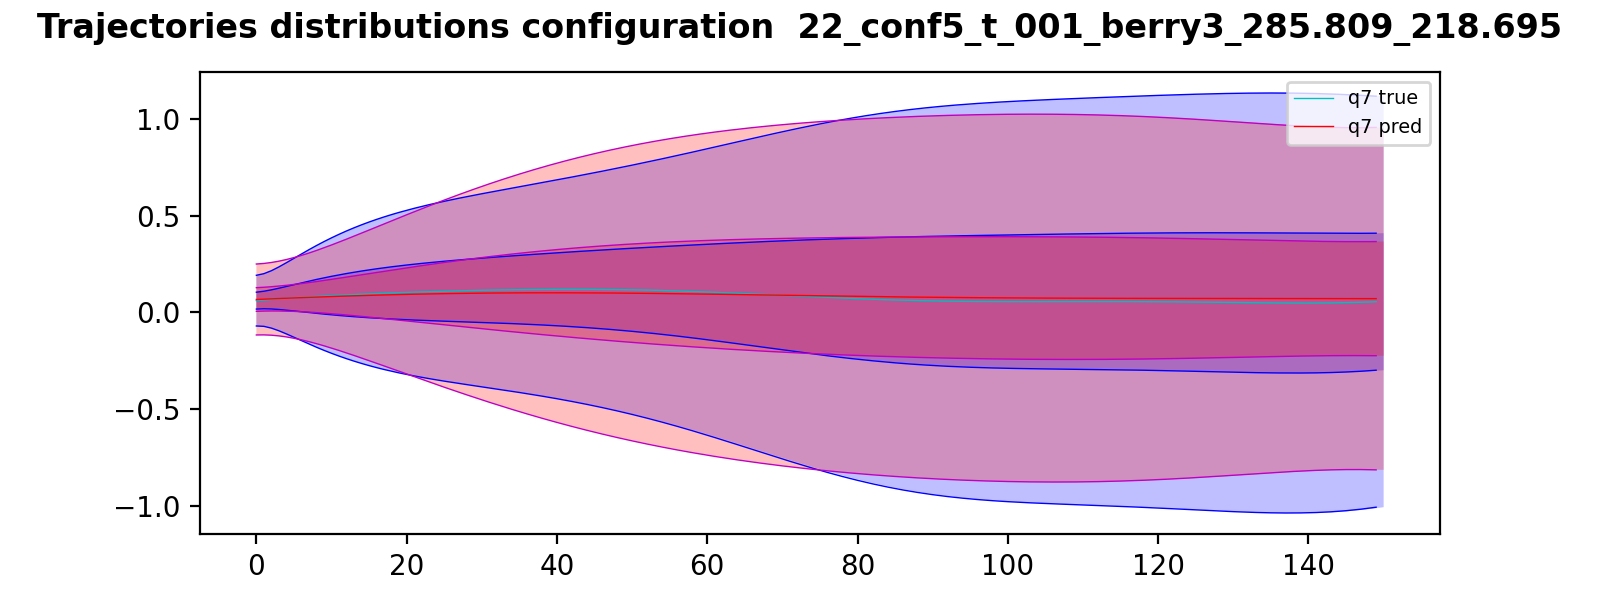 Trajectories distributions configuration  22_conf5_t_001_berry3_285.809_218.695
q7 true
q7 pred
1.0
0.5
0.0
−0.5
−1.0
0 20 40 60 80 100 120 140